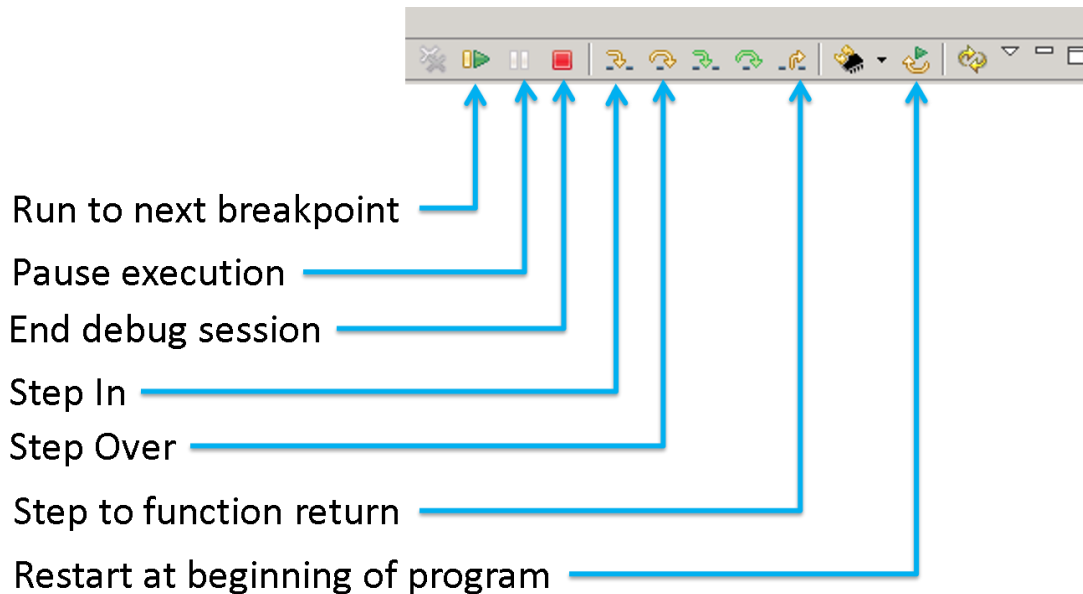 Run to next breakpoint
Pause execution
End debug session
Step In
Step Over
Step to function return
Restart at beginning of program